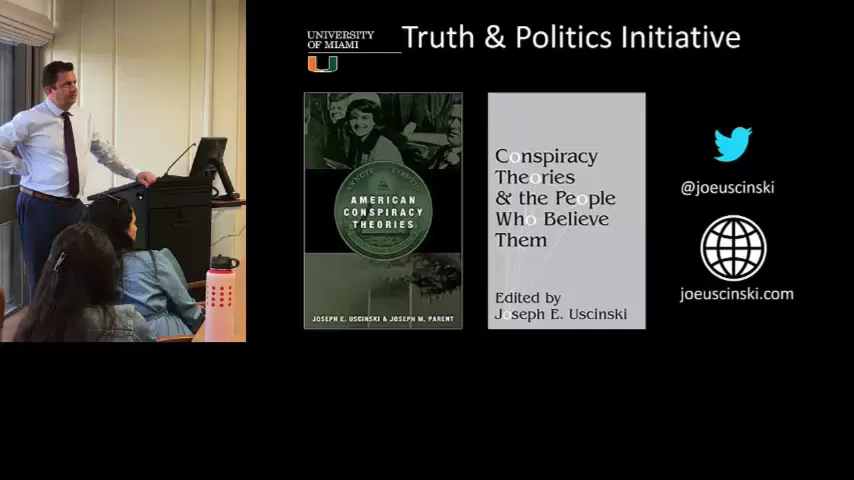 UNIVERSITY
OF MIAMI
Truth & Politics Initiative
AMERICAN
CONSPIRACY
THEORIES
JOSEPH E. USCINSKI & JOSEPH M. PARENT
Conspiracy
Theories
& the People
Who Believe
Them
Edited by
Joseph E. Uscinski
@joeuscinski
joeuscinski.com